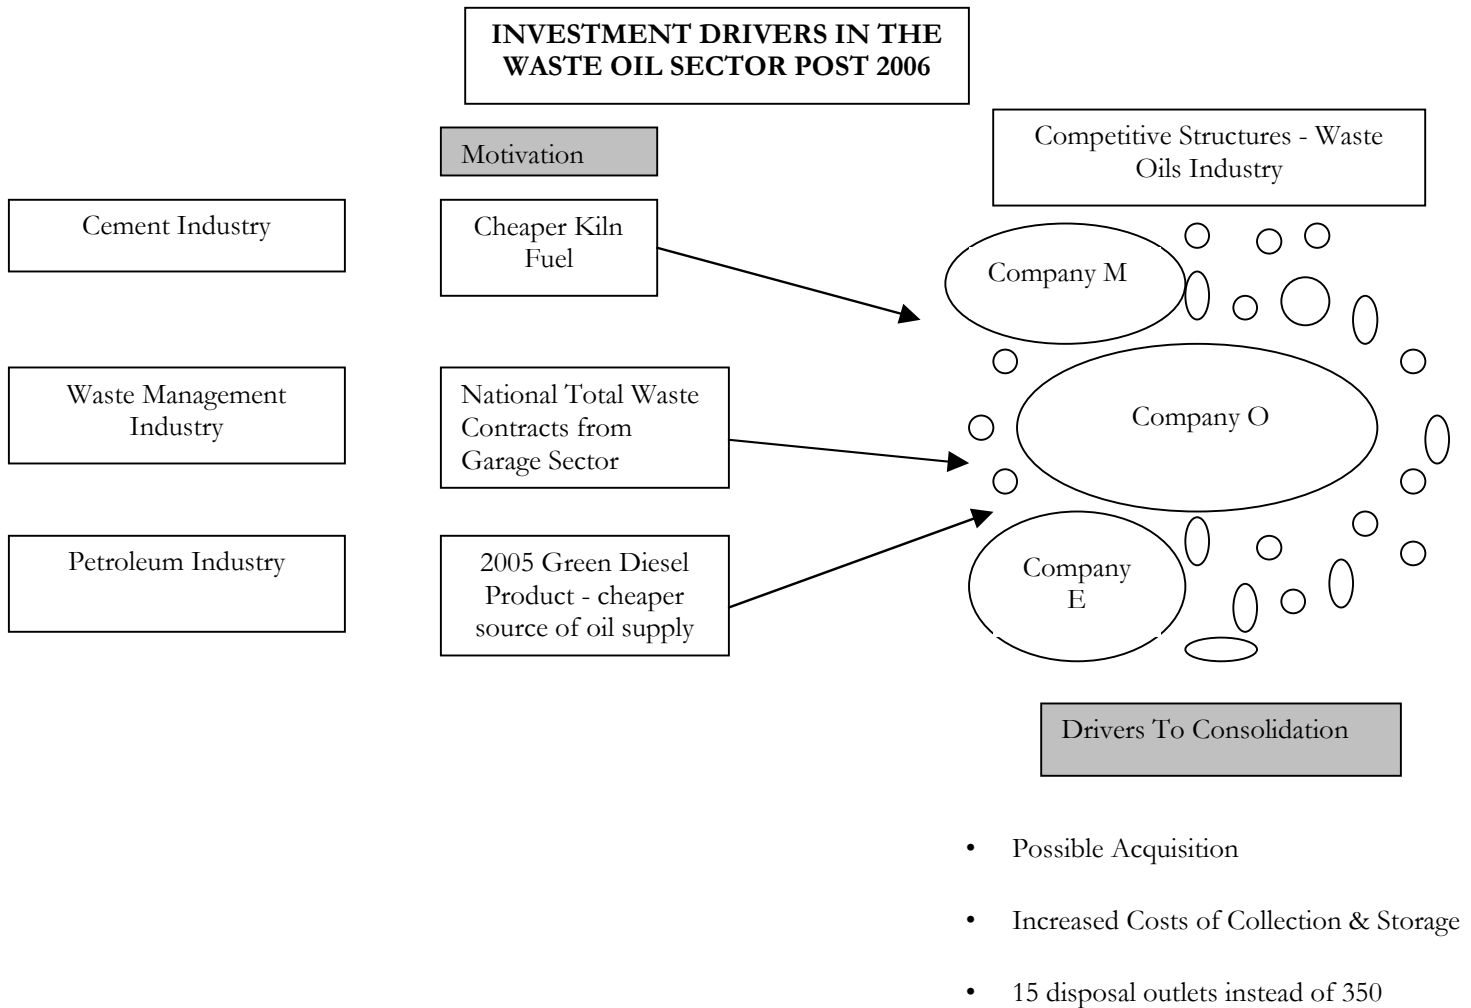 INVESTMENT DRIVERS IN THE
WASTE OIL SECTOR POST 2006
Motivation
Competitive Structures - Waste
Oils Industry
Cement Industry
Cheaper Kiln
Fuel
Company M
Waste Management
Industry
National Total Waste
Contracts from
Garage Sector
Company O
Petroleum Industry
2005 Green Diesel
Product - cheaper
source of oil supply
Company
E
Drivers To Consolidation
• Possible Acquisition
• Increased Costs of Collection & Storage
• 15 disposal outlets instead of 350